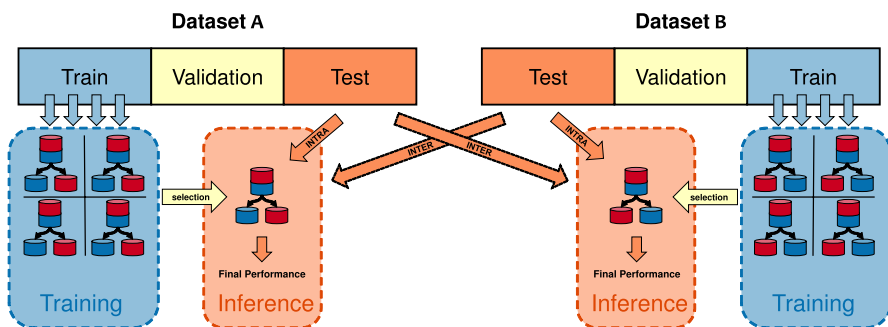 Dataset A
Dataset B
Train
Validation
Test
Test
Validation
Train
INTRA
INTER
INTER
INTRA
selection
selection
Final Performance
Final Performance
Training
Inference
Inference
Training